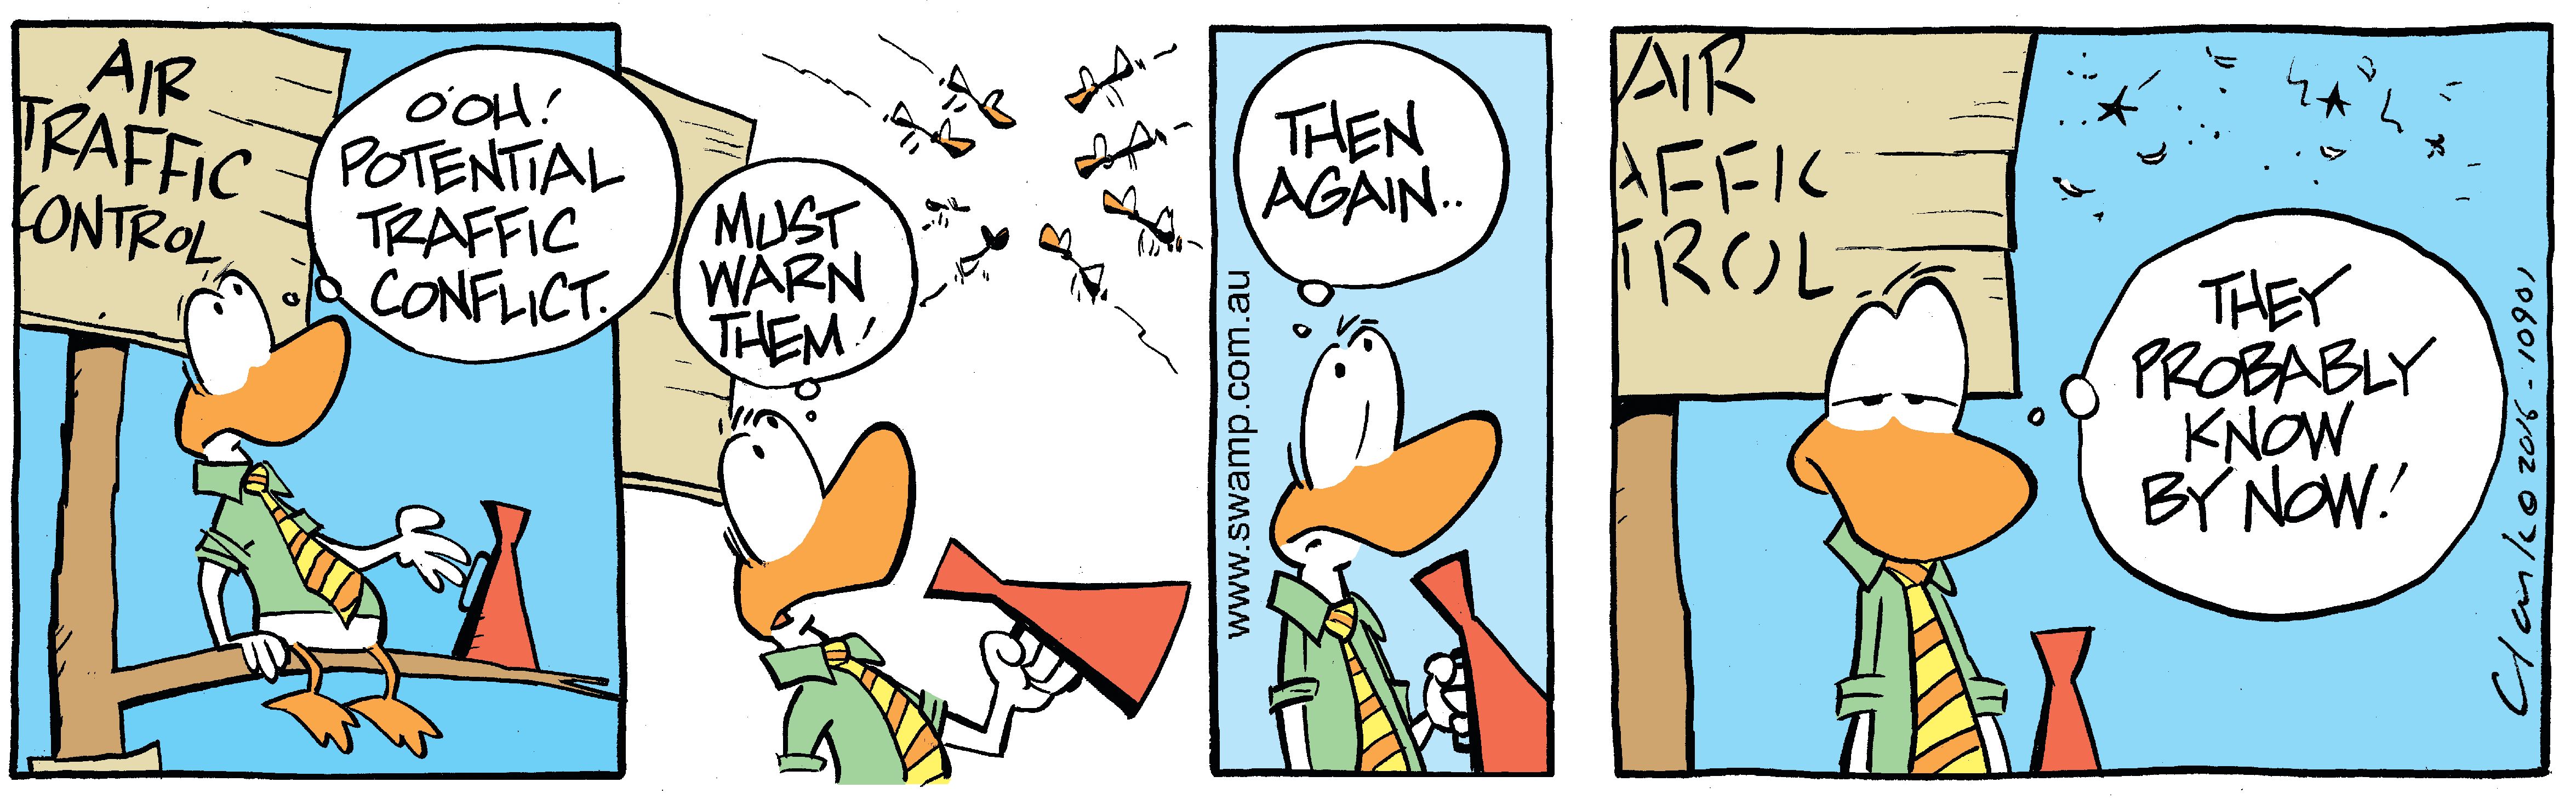 AIR
TRAFFIC
CONTROL
O'OH!
POTENTIAL
TRAFFIC
CONFLICT.
MUST
WARN
THEM!
www.swamp.com.au
THEN
AGAIN..
AIR
AFFIC
TROL
THEY
PROBABLY
KNOW
BY NOW!
Clark © 2016-10901